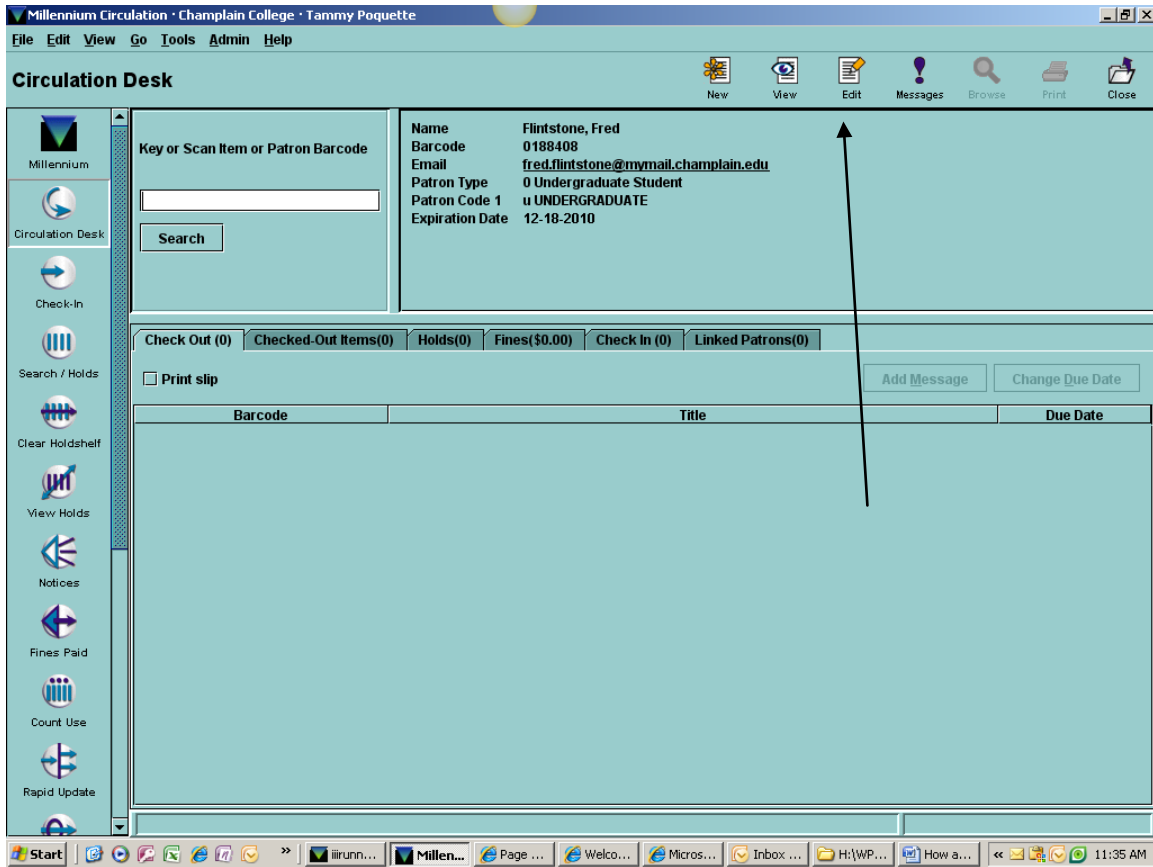 Millennium Circulation · Champlain College · Tammy Poquette
File Edit View Go Tools Admin Help
Circulation Desk
New View Edit Messages Browse Print Close
Millennium
Circulation Desk
Check-In
Search / Holds
Clear Holdshelf
View Holds
Notices
Fines Paid
Count Use
Rapid Update
Key or Scan Item or Patron Barcode
Search
Name Flintstone, Fred
Barcode 0188408
Email fred.flintstone@mymail.champlain.edu
Patron Type 0 Undergraduate Student
Patron Code 1 u UNDERGRADUATE
Expiration Date 12-18-2010
Check Out (0) Checked-Out Items(0) Holds(0) Fines($0.00) Check In (0) Linked Patrons(0)
Print slip Add Message Change Due Date
Barcode Title Due Date
Start » iiirunn... Millen... Page ... Welco... Micros... Inbox ... H:\WP... How a... « 11:35 AM